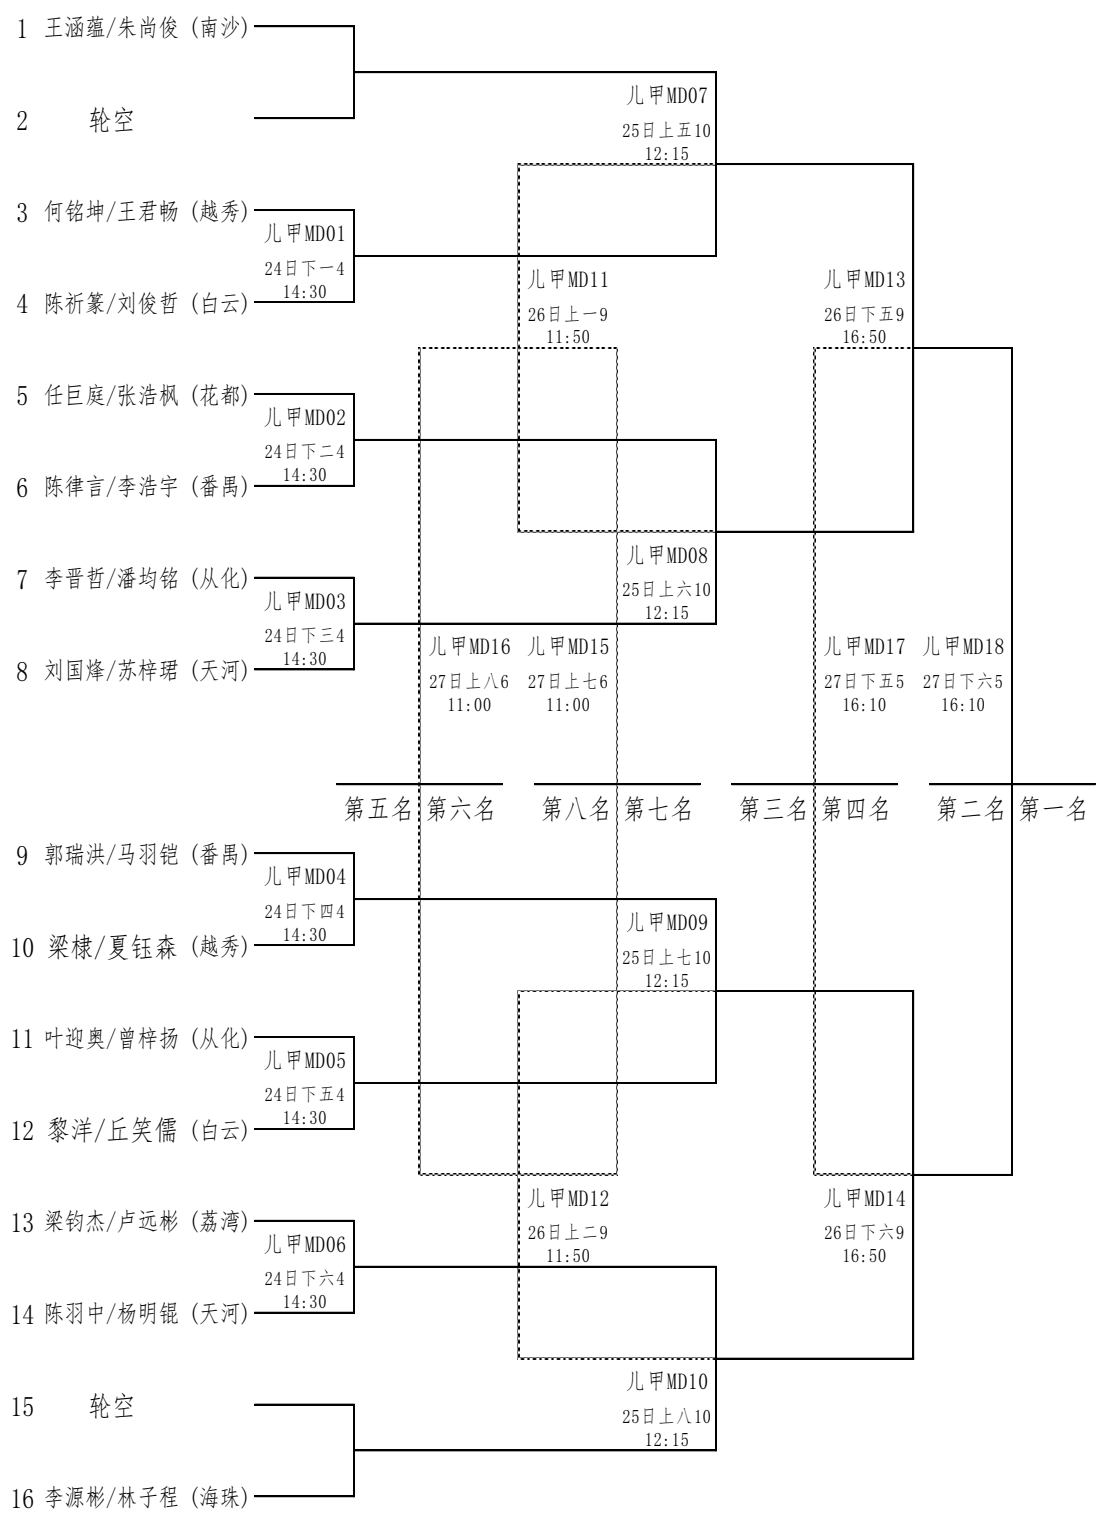 1 王涵蕴/朱尚俊 (南沙)
儿甲MD07
2 轮空
25日上五10
12:15
3 何铭坤/王君畅 (越秀)
儿甲MD01
24日下一4
14:30
4 陈祈篆/刘俊哲 (白云)
儿甲MD11
26日上一9
11:50
儿甲MD13
26日下五9
16:50
5 任巨庭/张浩枫 (花都)
儿甲MD02
24日下二4
14:30
6 陈律言/李浩宇 (番禺)
儿甲MD08
25日上六10
12:15
7 李晋哲/潘均铭 (从化)
儿甲MD03
24日下三4
14:30
8 刘国烽/苏梓珺 (天河)
儿甲MD16
27日上八6
11:00
儿甲MD15
27日上七6
11:00
儿甲MD17
27日下五5
16:10
儿甲MD18
27日下六5
16:10
第五名 第六名 第八名 第七名 第三名 第四名 第二名 第一名
9 郭瑞洪/马羽铠 (番禺)
儿甲MD04
24日下四4
14:30
10 梁棣/夏钰森 (越秀)
儿甲MD09
25日上七10
12:15
11 叶迎奥/曾梓扬 (从化)
儿甲MD05
24日下五4
14:30
12 黎洋/丘笑儒 (白云)
儿甲MD12
26日上二9
11:50
儿甲MD14
26日下六9
16:50
13 梁钧杰/卢远彬 (荔湾)
儿甲MD06
24日下六4
14:30
14 陈羽中/杨明锟 (天河)
儿甲MD10
25日上八10
12:15
15 轮空
16 李源彬/林子程 (海珠)